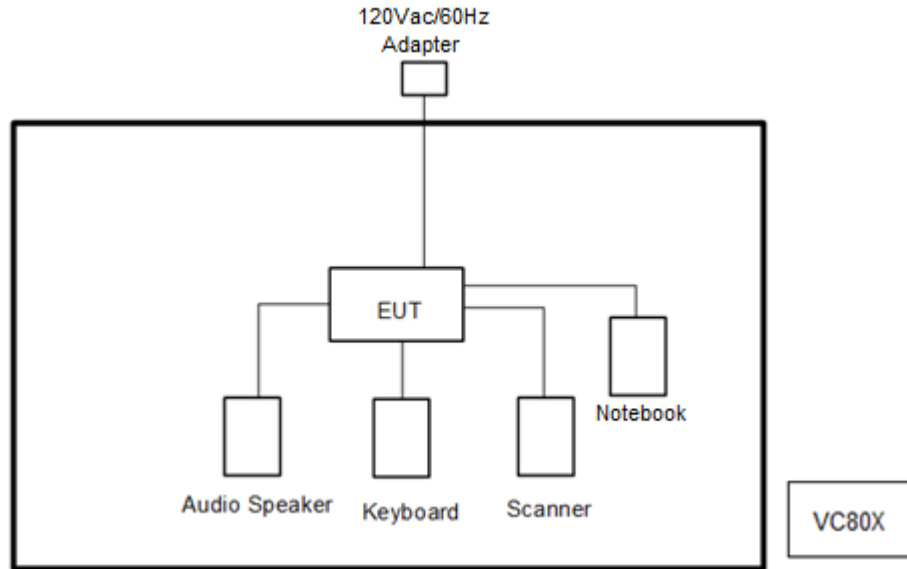 120Vac/60Hz
Adapter
EUT
Notebook
Audio Speaker
Keyboard
Scanner
VC80X